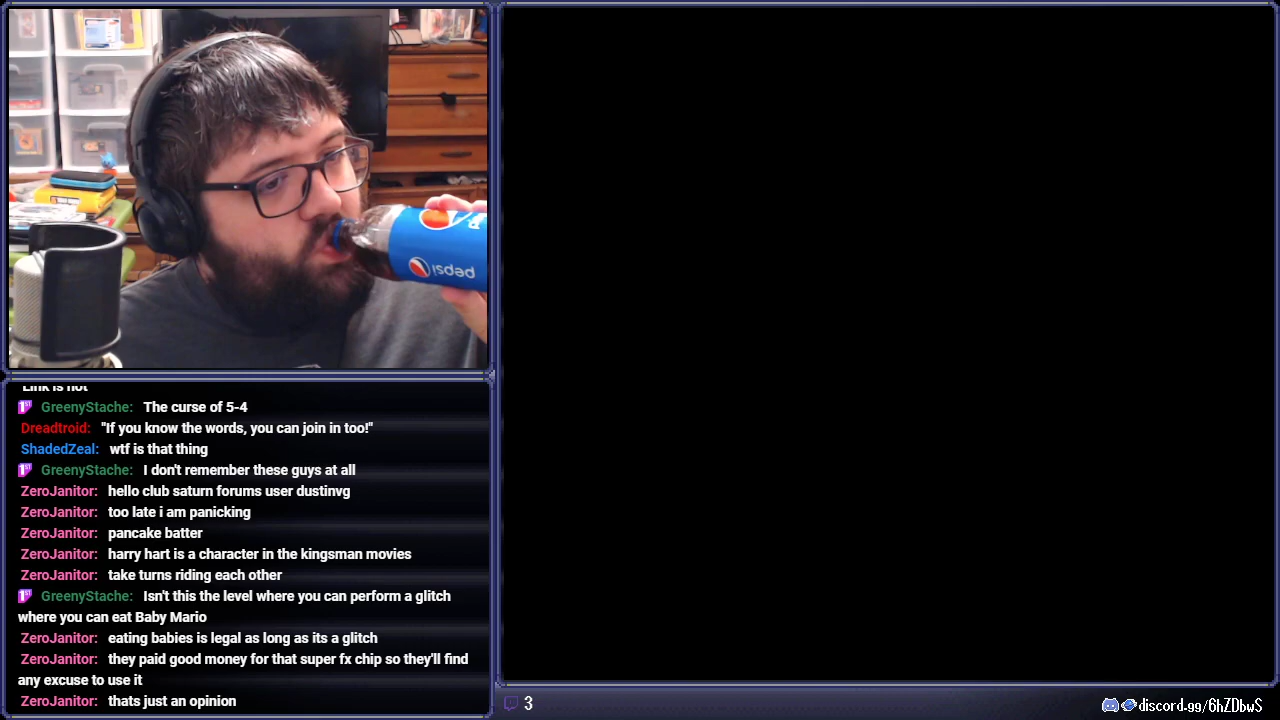 pepsi
Link is not
GreenyStache: The curse of 5-4
Dreadtroid: "If you know the words, you can join in too!"
ShadedZeal: wtf is that thing
GreenyStache: I don't remember these guys at all
ZeroJanitor: hello club saturn forums user dustinvg
ZeroJanitor: too late i am panicking
ZeroJanitor: pancake batter
ZeroJanitor: harry hart is a character in the kingsman movies
ZeroJanitor: take turns riding each other
GreenyStache: Isn't this the level where you can perform a glitch
where you can eat Baby Mario
ZeroJanitor: eating babies is legal as long as its a glitch
ZeroJanitor: they paid good money for that super fx chip so they'll find
any excuse to use it
ZeroJanitor: thats just an opinion
3
discord.gg/6hZDbwS